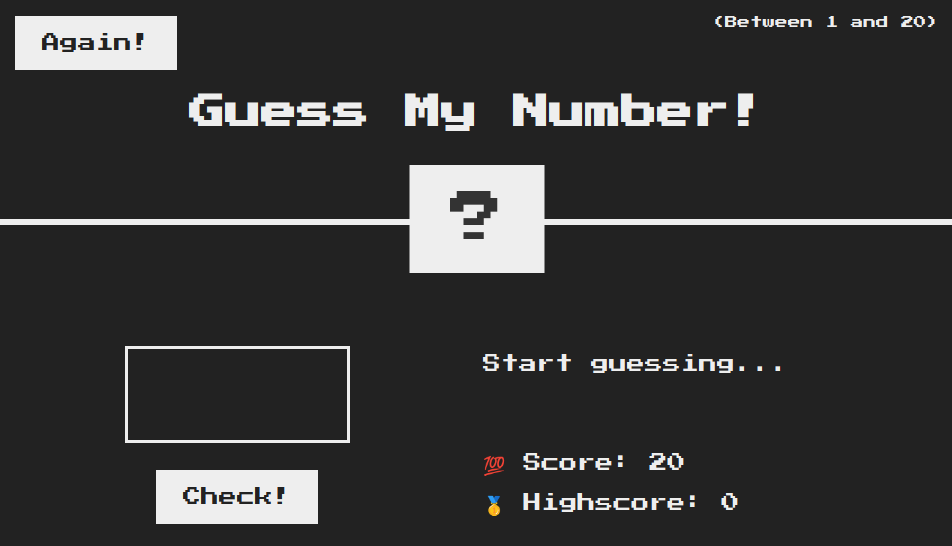 Again!
(Between 1 and 20)
Guess My Number!
?
Start guessing...
💯 Score: 20
Check!
🥇 Highscore: 0